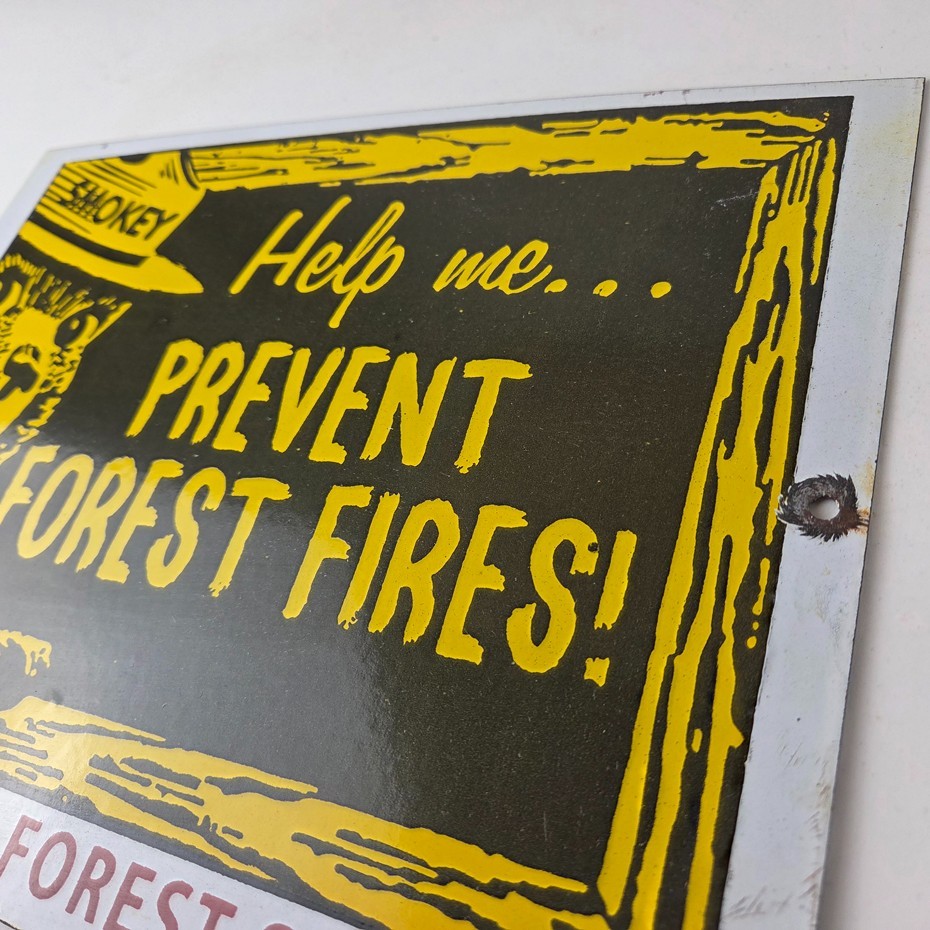 SMOKEY
Help me...
PREVENT
FOREST FIRES!
FOREST